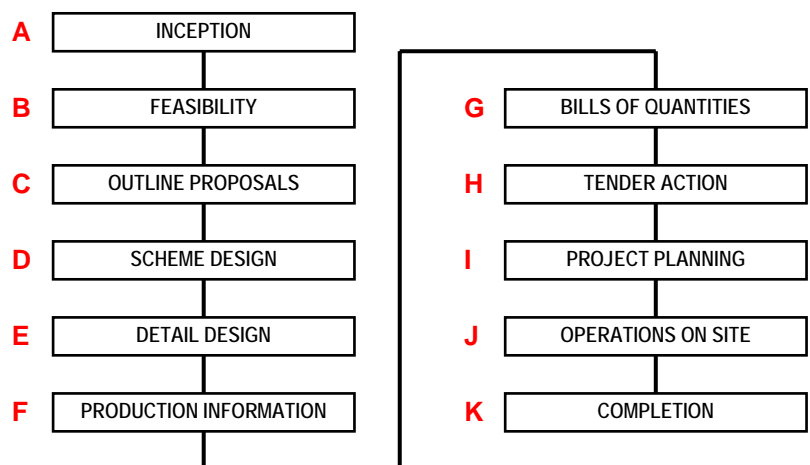 A INCEPTION
B FEASIBILITY
C OUTLINE PROPOSALS
D SCHEME DESIGN
E DETAIL DESIGN
F PRODUCTION INFORMATION
G BILLS OF QUANTITIES
H TENDER ACTION
I PROJECT PLANNING
J OPERATIONS ON SITE
K COMPLETION